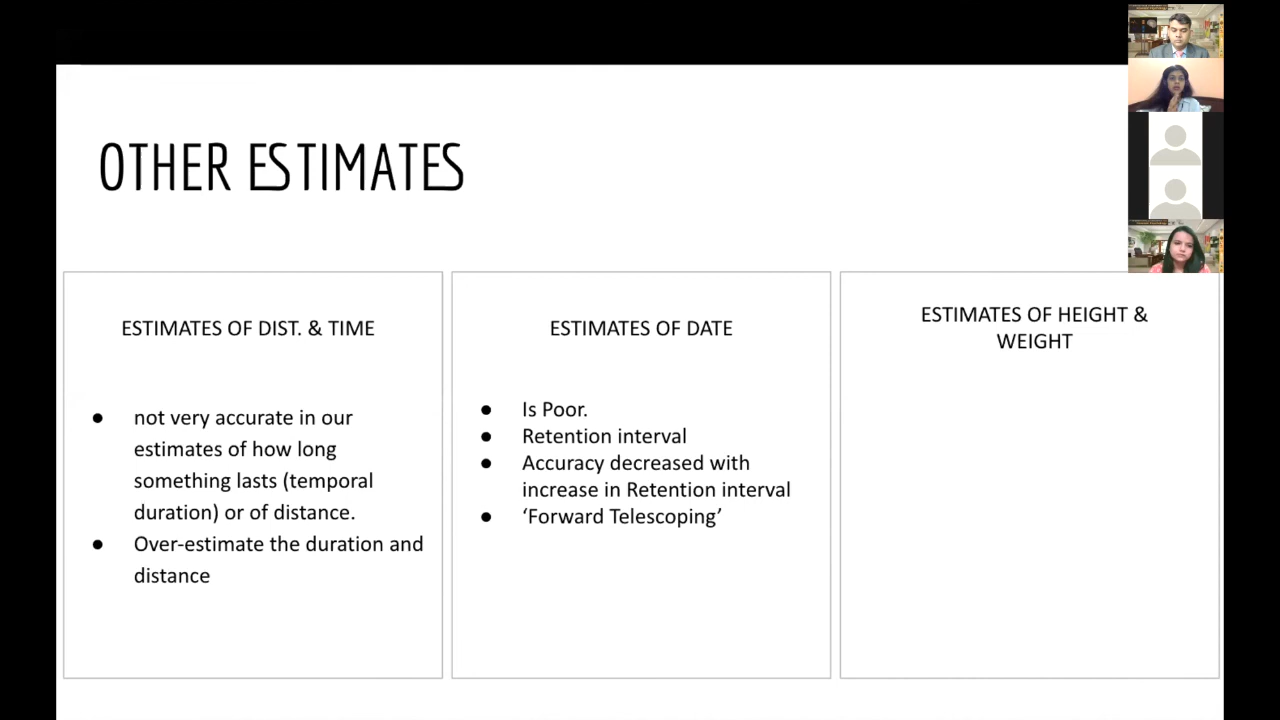 OTHER ESTIMATES
ESTIMATES OF DIST. & TIME
● not very accurate in our
estimates of how long
something lasts (temporal
duration) or of distance.
● Over-estimate the duration and
distance
ESTIMATES OF DATE
● Is Poor.
● Retention interval
● Accuracy decreased with
increase in Retention interval
● ‘Forward Telescoping’
ESTIMATES OF HEIGHT &
WEIGHT